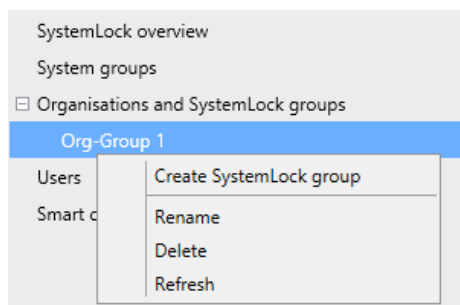 SystemLock overview
System groups
Organisations and SystemLock groups
Org-Group 1
Users
Smart
Create SystemLock group
Rename
Delete
Refresh